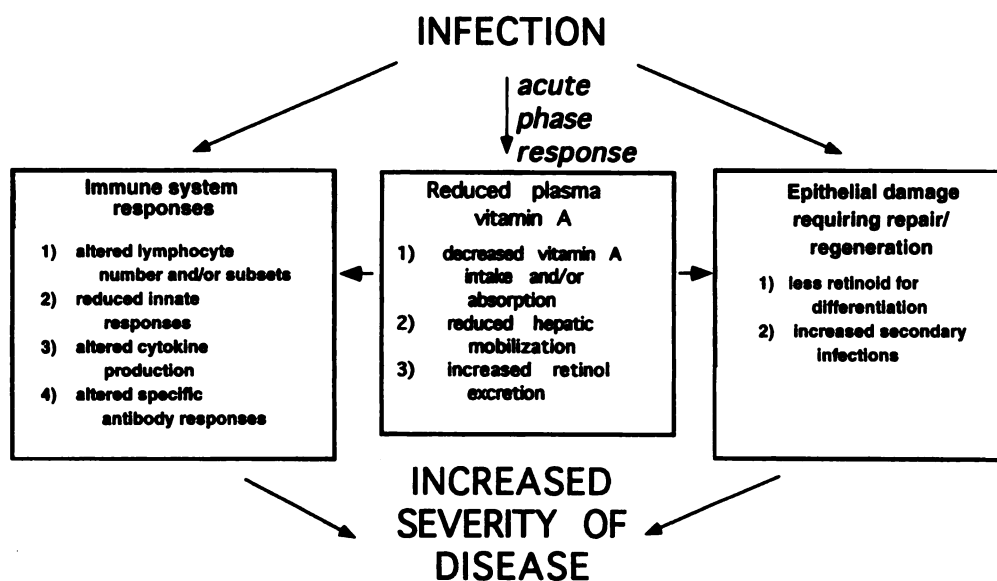 INFECTION
acute
phase
response
Immune system
responses
1) altered lymphocyte
number and/or subsets
2) reduced innate
responses
3) altered cytokine
production
4) altered specific
antibody responses
Reduced plasma
vitamin A
1) decreased vitamin A
intake and/or
absorption
2) reduced hepatic
mobilization
3) increased retinol
excretion
Epithelial damage
requiring repair/
regeneration
1) less retinoid for
differentiation
2) increased secondary
infections
INCREASED
SEVERITY OF
DISEASE